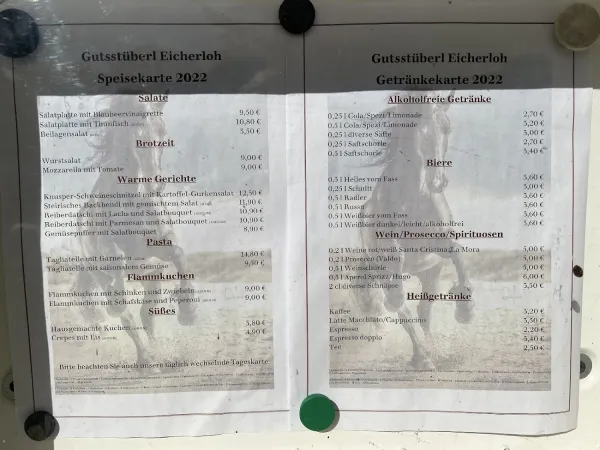 Gutsstüberl Eicherloh
Speisekarte 2022
Salate
Salatplatte mit Blaubeervinaigrette 9,50 €
Salatplatte mit Thunfisch 10,80 €
Beilagensalat 3,50 €
Brotzeit
Wurstsalat 9,00 €
Mozzarella mit Tomate 9,00 €
Warme Gerichte
Knusper-Schweineschnitzel mit Kartoffel-Gurkensalat 12,50 €
Steirisches Backhendl mit gemischtem Salat 11,90 €
Reiberdatschi mit Lachs und Salatbouquet 10,90 €
Reiberdatschi mit Parmesan und Salatbouquet 10,90 €
Gemüsepuffer mit Salatbouquet 8,90 €
Pasta
Tagliatelle mit Garnelen 14,80 €
Tagliatelle mit saisonalem Gemüse 9,50 €
Flammkuchen
Flammkuchen mit Schinken und Zwiebeln 9,00 €
Flammkuchen mit Schafskäse und Peperoni 9,00 €
Süßes
Hausgemachte Kuchen 3,80 €
Crepes mit Eis 4,90 €
Bitte beachten Sie auch unsere täglich wechselnde Tageskarte
Gutsstüberl Eicherloh
Getränkekarte 2022
Alkoholfreie Getränke
0,25 l Cola/Spezi/Limonade 2,70 €
0,5 l Cola/Spezi/Limonade 3,20 €
0,25 l diverse Säfte 3,00 €
0,25 l Saftschorle 2,70 €
0,5 l Saftschorle 3,40 €
Biere
0,5 l Helles vom Fass 3,60 €
0,25 l Schnitt 3,00 €
0,5 l Radler 3,60 €
0,5 l Russn 3,60 €
0,5 l Weißbier vom Fass 3,60 €
0,5 l Weißbier dunkel/leicht/alkoholfrei 3,60 €
Wein/Prosecco/Spirituosen
0,2 l Weine rot/weiß Santa Cristina/La Mora 5,00 €
0,2 l Prosecco (Valdo) 5,00 €
0,5 l Weinschorle 5,00 €
0,5 l Aperol Spritz/Hugo 6,00 €
2 cl diverse Schnäpse 3,50 €
Heißgetränke
Kaffee 3,20 €
Latte Macchiato/Cappuccino 3,50 €
Espresso 2,20 €
Espresso doppio 3,40 €
Tee 2,50 €